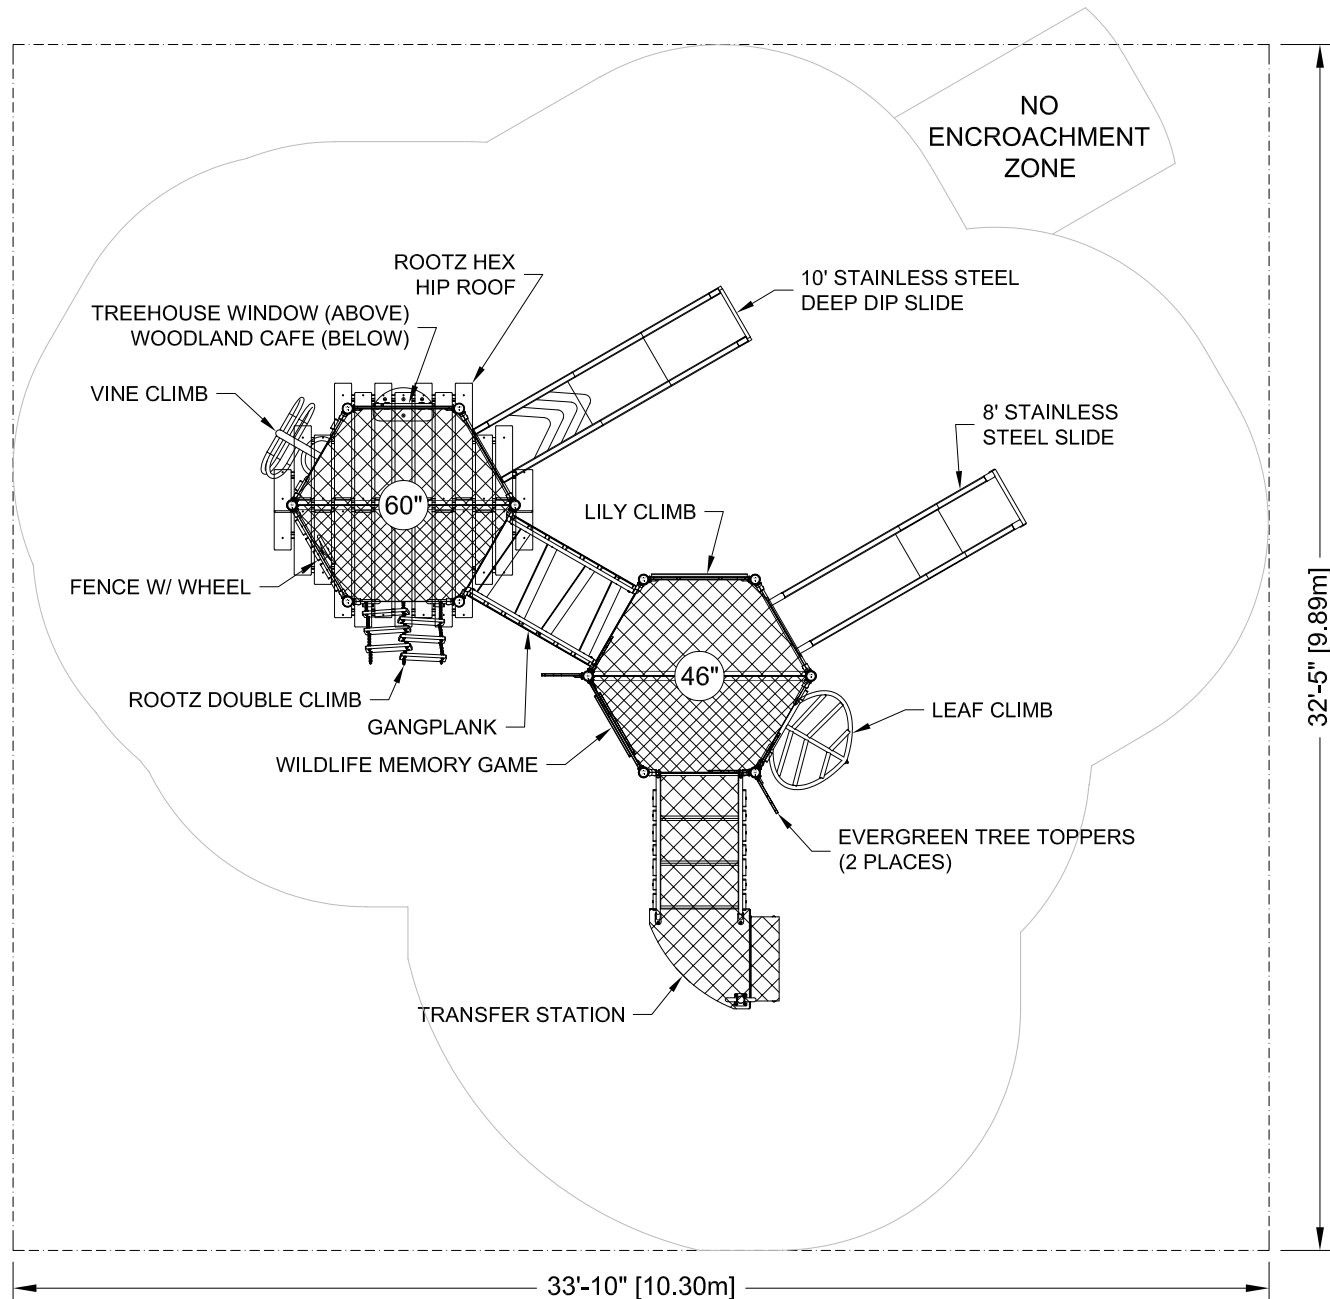 NO
ENCROACHMENT
ZONE
ROOTZ HEX
HIP ROOF
10' STAINLESS STEEL
DEEP DIP SLIDE
TREEHOUSE WINDOW (ABOVE)
WOODLAND CAFE (BELOW)
VINE CLIMB
8' STAINLESS
STEEL SLIDE
60"
LILY CLIMB
FENCE W/ WHEEL
32'-5" [9.89m]
46"
ROOTZ DOUBLE CLIMB
LEAF CLIMB
GANGPLANK
WILDLIFE MEMORY GAME
EVERGREEN TREE TOPPERS
(2 PLACES)
TRANSFER STATION
33'-10" [10.30m]